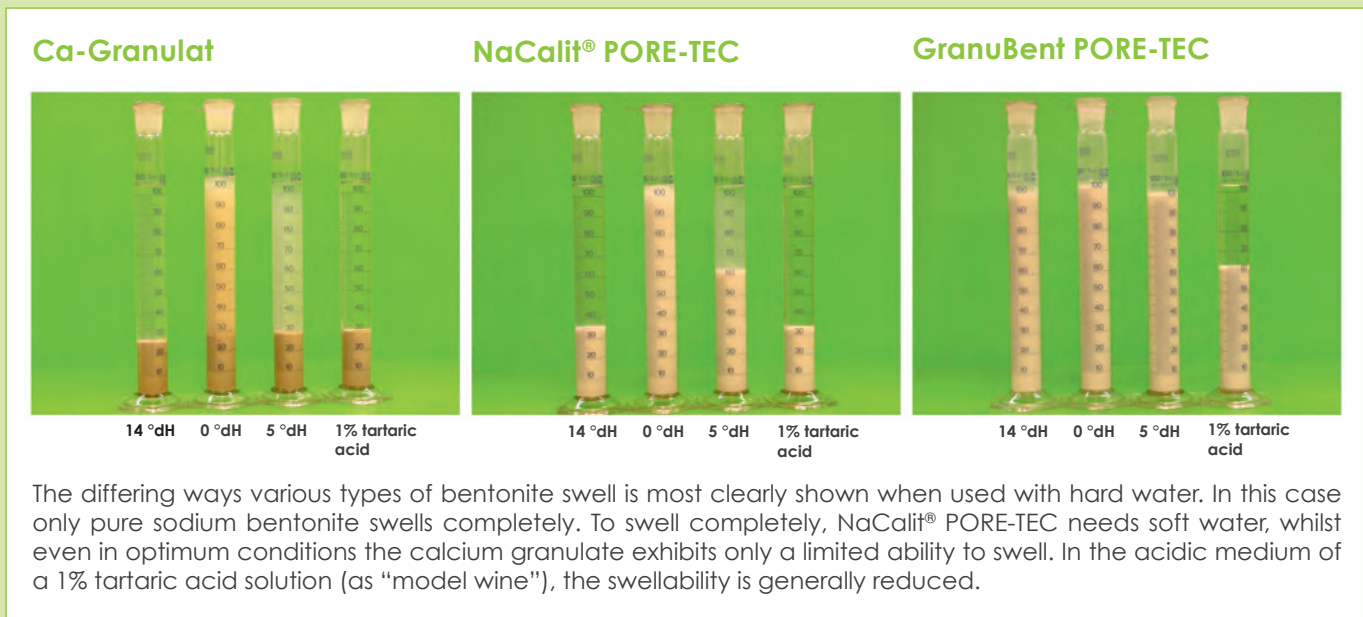 Ca-Granulat
NaCalit® PORE-TEC
GranuBent PORE-TEC
14 °dH 0 °dH 5 °dH 1% tartaric
acid
14 °dH 0 °dH 5 °dH 1% tartaric
acid
14 °dH 0 °dH 5 °dH 1% tartaric
acid
The differing ways various types of bentonite swell is most clearly shown when used with hard water. In this case
only pure sodium bentonite swells completely. To swell completely, NaCalit® PORE-TEC needs soft water, whilst
even in optimum conditions the calcium granulate exhibits only a limited ability to swell. In the acidic medium of
a 1% tartaric acid solution (as “model wine”), the swellability is generally reduced.